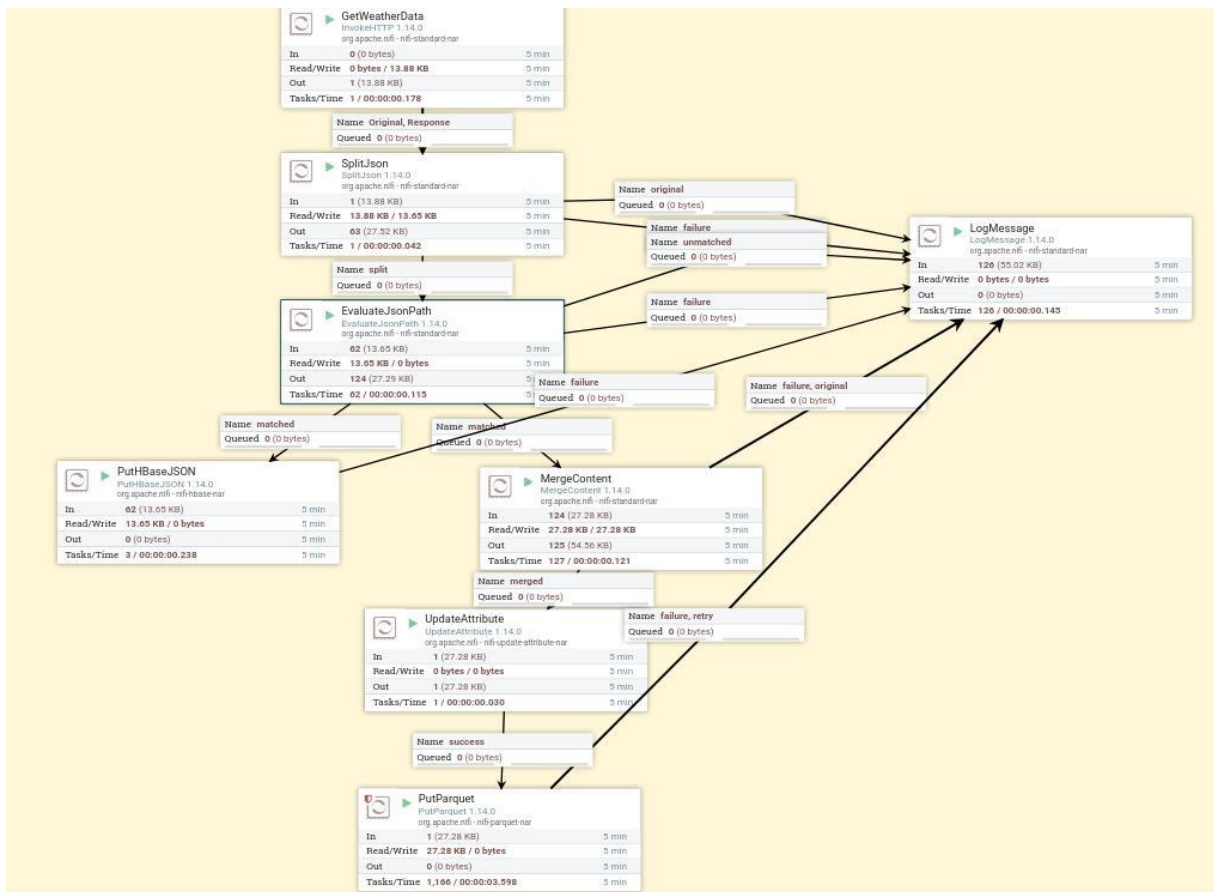 GetWeatherData
InvokeHTTP 1.14.0
org.apache.nifi - nifi-standard-nar
In 0 (0 bytes) 5 min
Read/Write 0 bytes / 13.88 KB 5 min
Out 1 (13.88 KB) 5 min
Tasks/Time 1 / 00:00:00.178 5 min
Name Original, Response
Queued 0 (0 bytes)
SplitJson
SplitJson 1.14.0
org.apache.nifi - nifi-standard-nar
In 1 (13.88 KB) 5 min
Read/Write 13.88 KB / 13.65 KB 5 min
Out 63 (27.52 KB) 5 min
Tasks/Time 1 / 00:00:00.042 5 min
Name original
Queued 0 (0 bytes)
Name failure
Name unmatched
Queued 0 (0 bytes)
LogMessage
LogMessage 1.14.0
org.apache.nifi - nifi-standard-nar
In 126 (55.02 KB) 5 min
Read/Write 0 bytes / 0 bytes 5 min
Out 0 (0 bytes) 5 min
Tasks/Time 126 / 00:00:00.145 5 min
Name split
Queued 0 (0 bytes)
EvaluateJsonPath
EvaluateJsonPath 1.14.0
org.apache.nifi - nifi-standard-nar
In 62 (13.65 KB) 5 min
Read/Write 13.65 KB / 0 bytes 5 min
Out 124 (27.29 KB) 5
Tasks/Time 62 / 00:00:00.115 5
Name failure
Queued 0 (0 bytes)
Name failure
Queued 0 (0 bytes)
Name failure, original
Queued 0 (0 bytes)
Name matched
Queued 0 (0 bytes)
Name matched
Queued 0 (0 bytes)
PutHBaseJSON
PutHBaseJSON 1.14.0
org.apache.nifi - nifi-hbase-nar
In 62 (13.65 KB) 5 min
Read/Write 13.65 KB / 0 bytes 5 min
Out 0 (0 bytes) 5 min
Tasks/Time 3 / 00:00:00.238 5 min
MergeContent
MergeContent 1.14.0
org.apache.nifi - nifi-standard-nar
In 124 (27.28 KB) 5 min
Read/Write 27.28 KB / 27.28 KB 5 min
Out 125 (54.56 KB) 5 min
Tasks/Time 127 / 00:00:00.121 5 min
Name merged
Queued 0 (0 bytes)
UpdateAttribute
UpdateAttribute 1.14.0
org.apache.nifi - nifi-update-attribute-nar
In 1 (27.28 KB) 5 min
Read/Write 0 bytes / 0 bytes 5 min
Out 1 (27.28 KB) 5 min
Tasks/Time 1 / 00:00:00.030 5 min
Name failure, retry
Queued 0 (0 bytes)
Name success
Queued 0 (0 bytes)
PutParquet
PutParquet 1.14.0
org.apache.nifi - nifi-parquet-nar
In 1 (27.28 KB) 5 min
Read/Write 27.28 KB / 0 bytes 5 min
Out 0 (0 bytes) 5 min
Tasks/Time 1,166 / 00:00:03.598 5 min